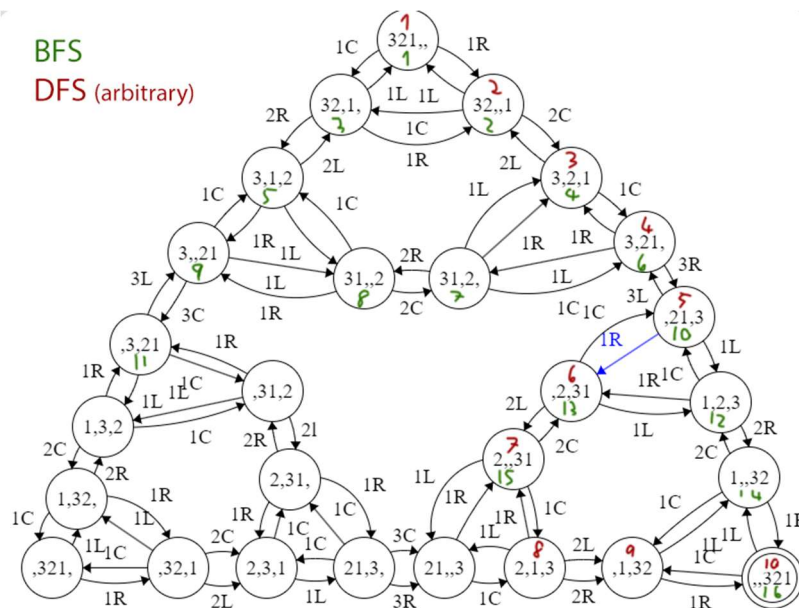 BFS
DFS (arbitrary)
1
321,,
1
1C
1R
32,1,
3
1L
1L
2
32,,1
2
1C
1R
2R
2C
2L
2L
3,1,2
5
3
3,2,1
4
1C
1C
1L
1C
1R
1L
1R
1R
3,,21
9
31,,2
8
2R
2C
31,2,
7
4
3,21,
6
1L
1R
1L
1C
3L
3C
3R
3L
1C
5
,21,3
10
,3,21
11
1R
1R
1L
1R
1L
1L
1C
,31,2
6
,2,31
13
1R
1C
1,2,3
12
1,3,2
1C
1L
2L
2C
2R
2C
2R
2l
2C
2R
7
2,,31
15
1,32,
2,31,
1,,32
14
1R
1L
1R
1C
1R
1L
1R
1R
1C
1C
1L
1C
1L
1C
2C
1C
3C
1L
8
2L
9
1C
1L
,321,
,32,1
2,3,1
21,3,
21,,3
2,1,3
,1,32
10
,,321
16
1R
2L
1L
3R
1C
2R
1R